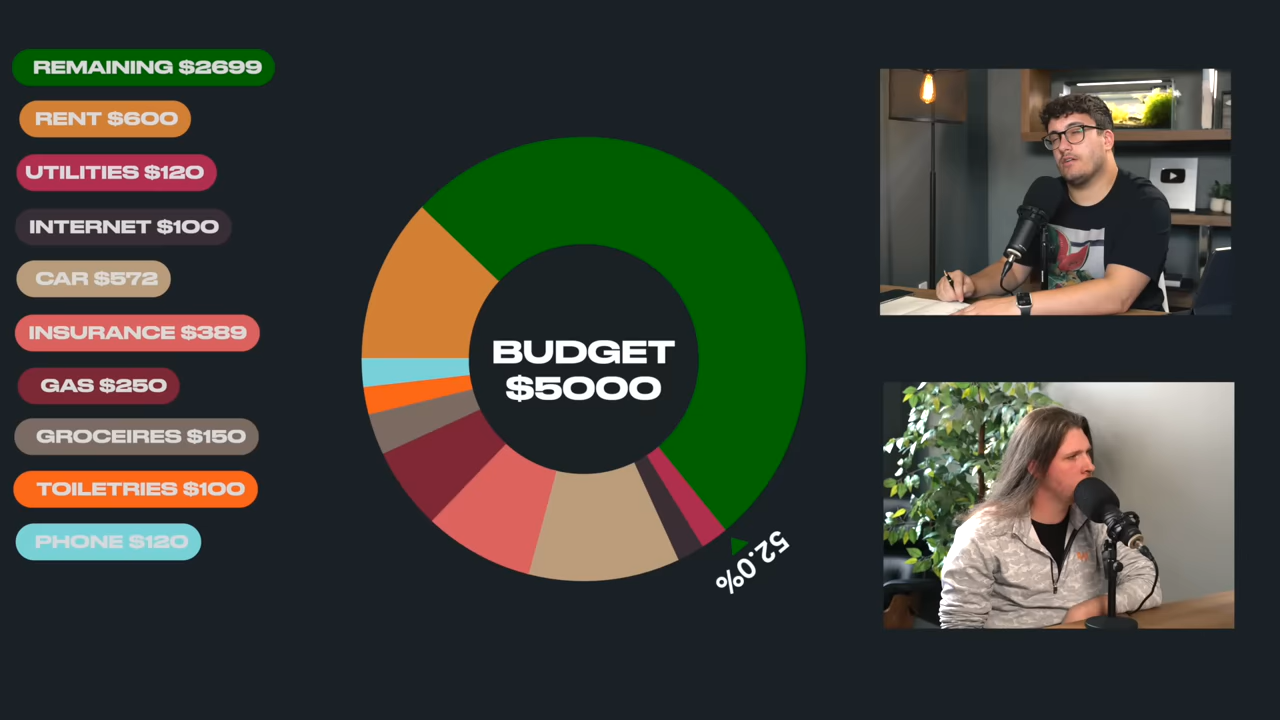 REMAINING $2699
RENT $600
UTILITIES $120
INTERNET $100
CAR $572
INSURANCE $389
GAS $250
GROCEIRES $150
TOILETRIES $100
PHONE $120
BUDGET
$5000
52.0%